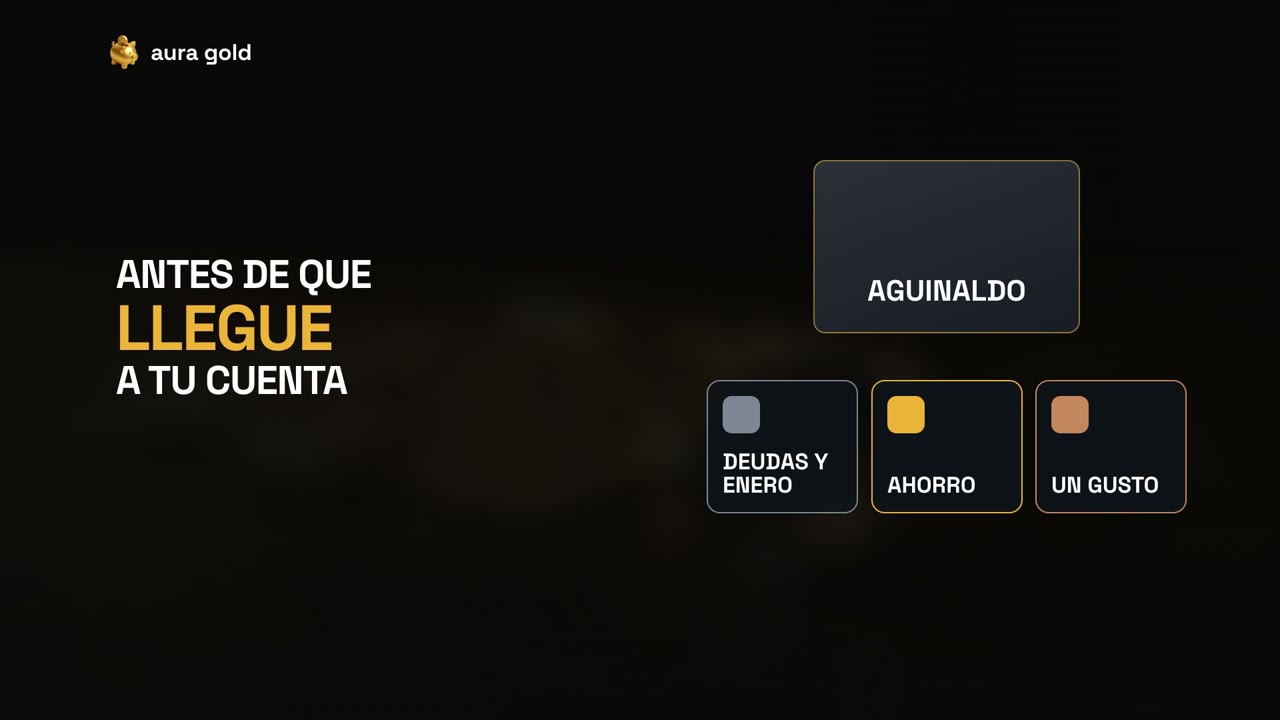 aura gold
ANTES DE QUE
LLEGUE
A TU CUENTA
AGUINALDO
DEUDAS Y
ENERO
AHORRO
UN GUSTO